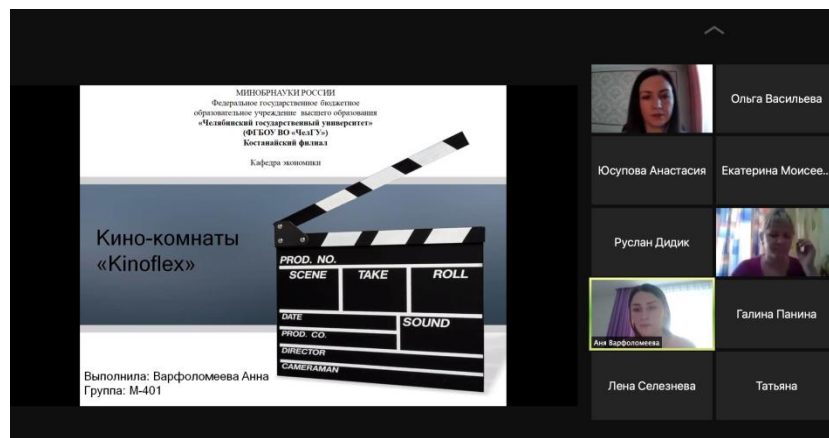 МИНОБРНАУКИ РОССИИ
Федеральное государственное бюджетное
образовательное учреждение высшего образования
«Челябинский государственный университет»
(ФГБОУ ВО «ЧелГУ»)
Костанайский филиал
Кафедра экономики
Кино-комнаты
«Kinoflex»
PROD. NO.
SCENE TAKE ROLL
DATE SOUND
PROD. CO.
DIRECTOR
CAMERAMAN
Выполнила: Варфоломеева Анна
Группа: М-401
Ольга Васильева
Юсупова Анастасия
Екатерина Моисее..
Руслан Дидик
Аня Варфоломеева
Галина Панина
Лена Селезнева
Татьяна